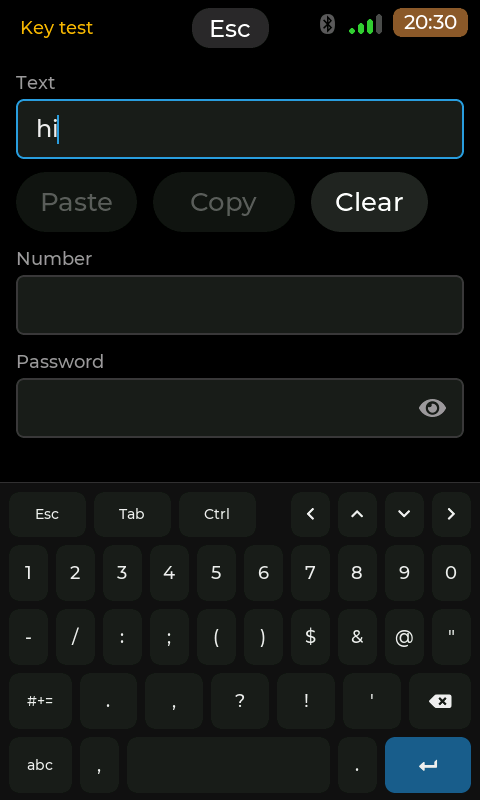 Key test Esc 20:30
Text
hi
Paste Copy Clear
Number
Password
Esc Tab Ctrl
1 2 3 4 5 6 7 8 9 0
- / : ; ( ) $ & @ "
#+= . , ? ! '
abc , .